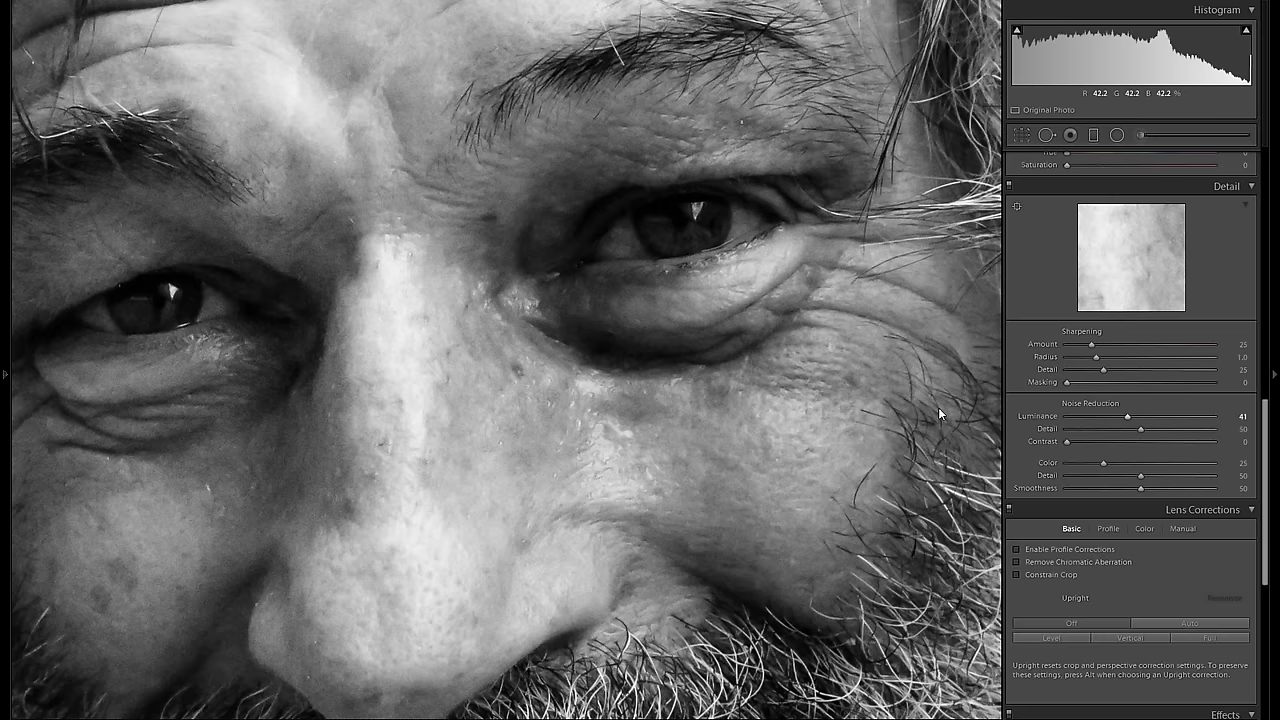 Histogram
R 42.2 G 42.2 B 42.2 %
Original Photo
Saturation 0
Detail
Sharpening
Amount 25
Radius 1.0
Detail 25
Masking 0
Noise Reduction
Luminance 41
Detail 50
Contrast 0
Color 25
Detail 50
Smoothness 50
Lens Corrections
Basic Profile Color Manual
Enable Profile Corrections
Remove Chromatic Aberration
Constrain Crop
Upright
Off Auto
Level Vertical Full
Upright resets crop and perspective correction settings. To preserve
these settings, press Alt when choosing an Upright correction.
Effects